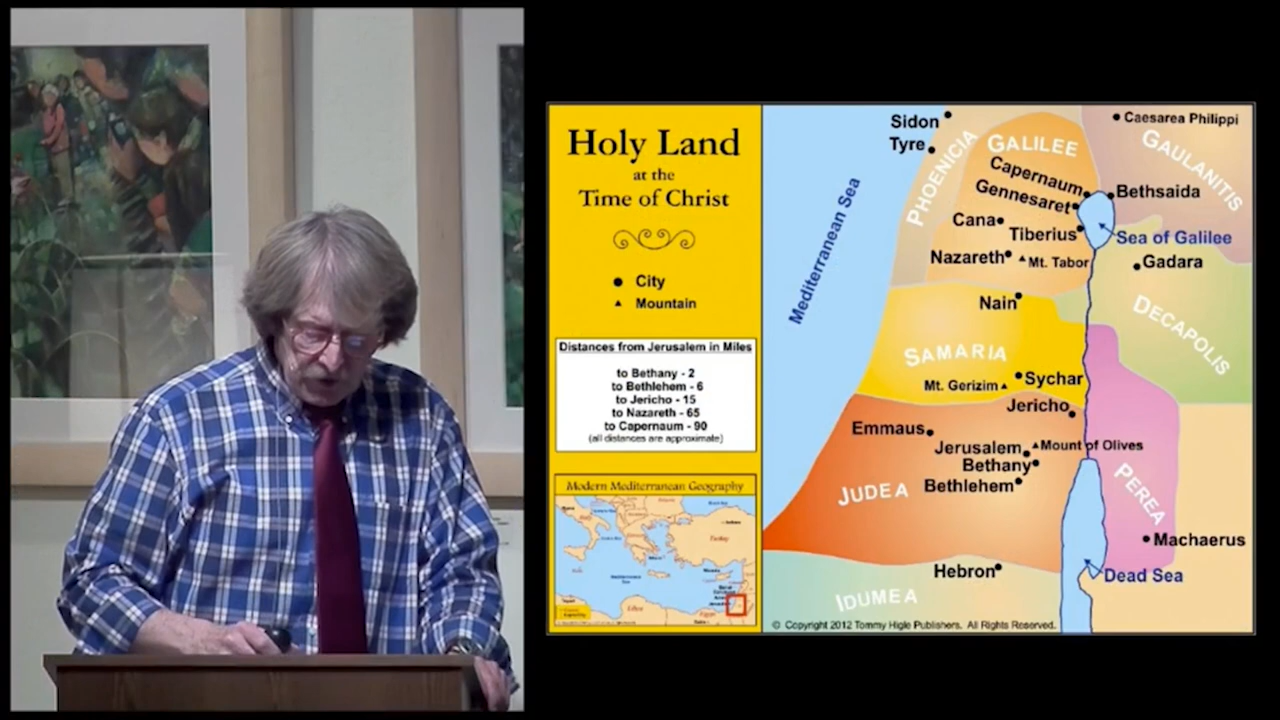 Holy Land
at the
Time of Christ
City
Mountain
Distances from Jerusalem in Miles
to Bethany - 2
to Bethlehem - 6
to Jericho - 15
to Nazareth - 65
to Capernaum - 90
(all distances are approximate)
Modern Mediterranean Geography
Turkey
Libya
Egypt
Sidon
Tyre
Caesarea Philippi
PHOENICIA
GALILEE
GAULANITIS
Capernaum
Gennesaret
Bethsaida
Cana
Tiberius
Sea of Galilee
Nazareth
Mt. Tabor
Gadara
Mediterranean Sea
Nain
DECAPOLIS
SAMARIA
Mt. Gerizim
Sychar
Jericho
Emmaus
Jerusalem
Mount of Olives
Bethany
Bethlehem
JUDEA
PEREA
Machaerus
Hebron
Dead Sea
IDUMEA
© Copyright 2012 Tommy Higle Publishers. All Rights Reserved.